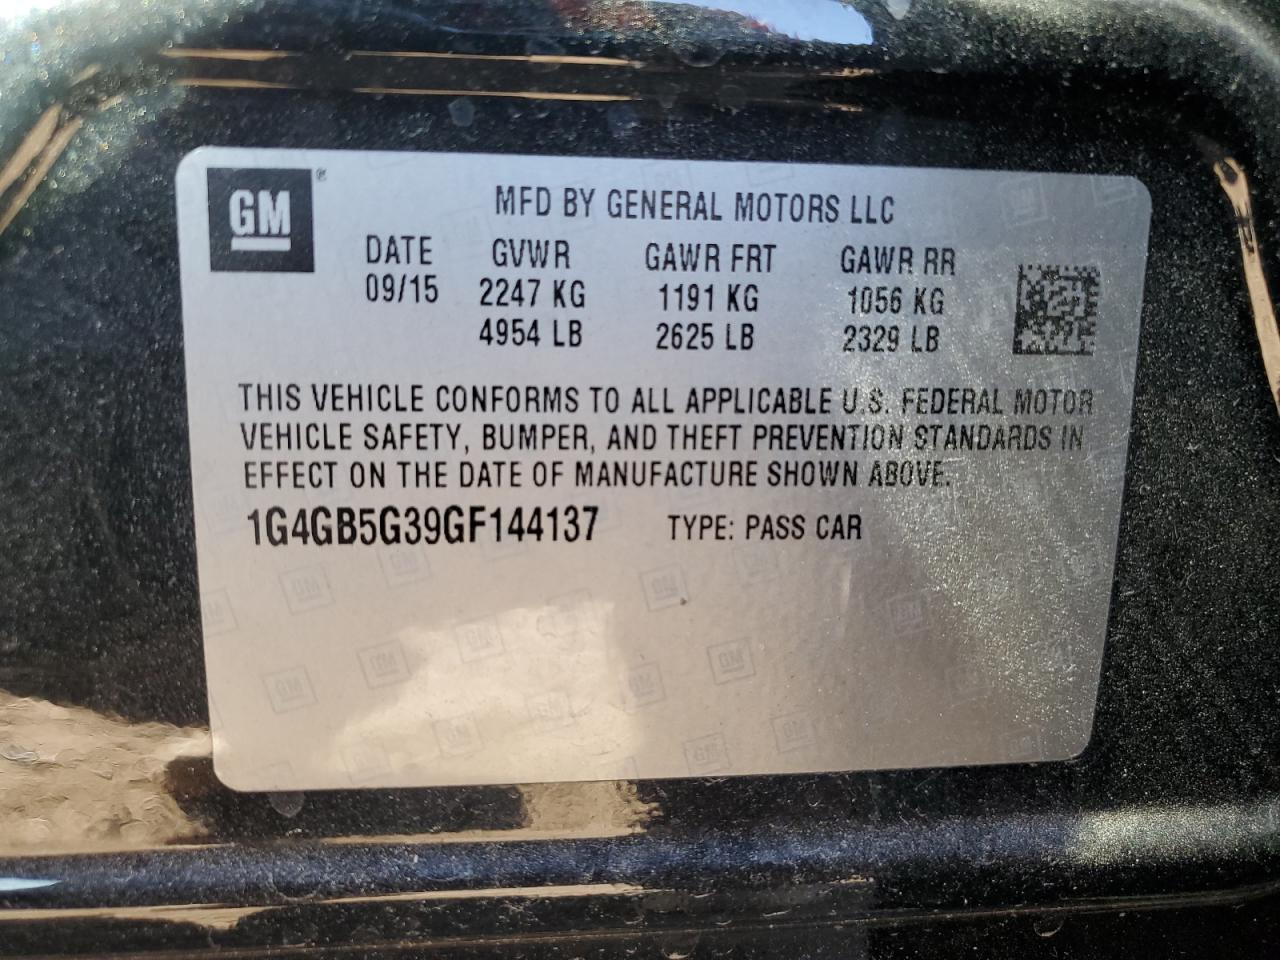 GM®
MFD BY GENERAL MOTORS LLC
DATE GVWR GAWR FRT GAWR RR
09/15 2247 KG 1191 KG 1056 KG
4954 LB 2625 LB 2329 LB
THIS VEHICLE CONFORMS TO ALL APPLICABLE U.S. FEDERAL MOTOR
VEHICLE SAFETY, BUMPER, AND THEFT PREVENTION STANDARDS IN
EFFECT ON THE DATE OF MANUFACTURE SHOWN ABOVE.
1G4GB5G39GF144137 TYPE: PASS CAR